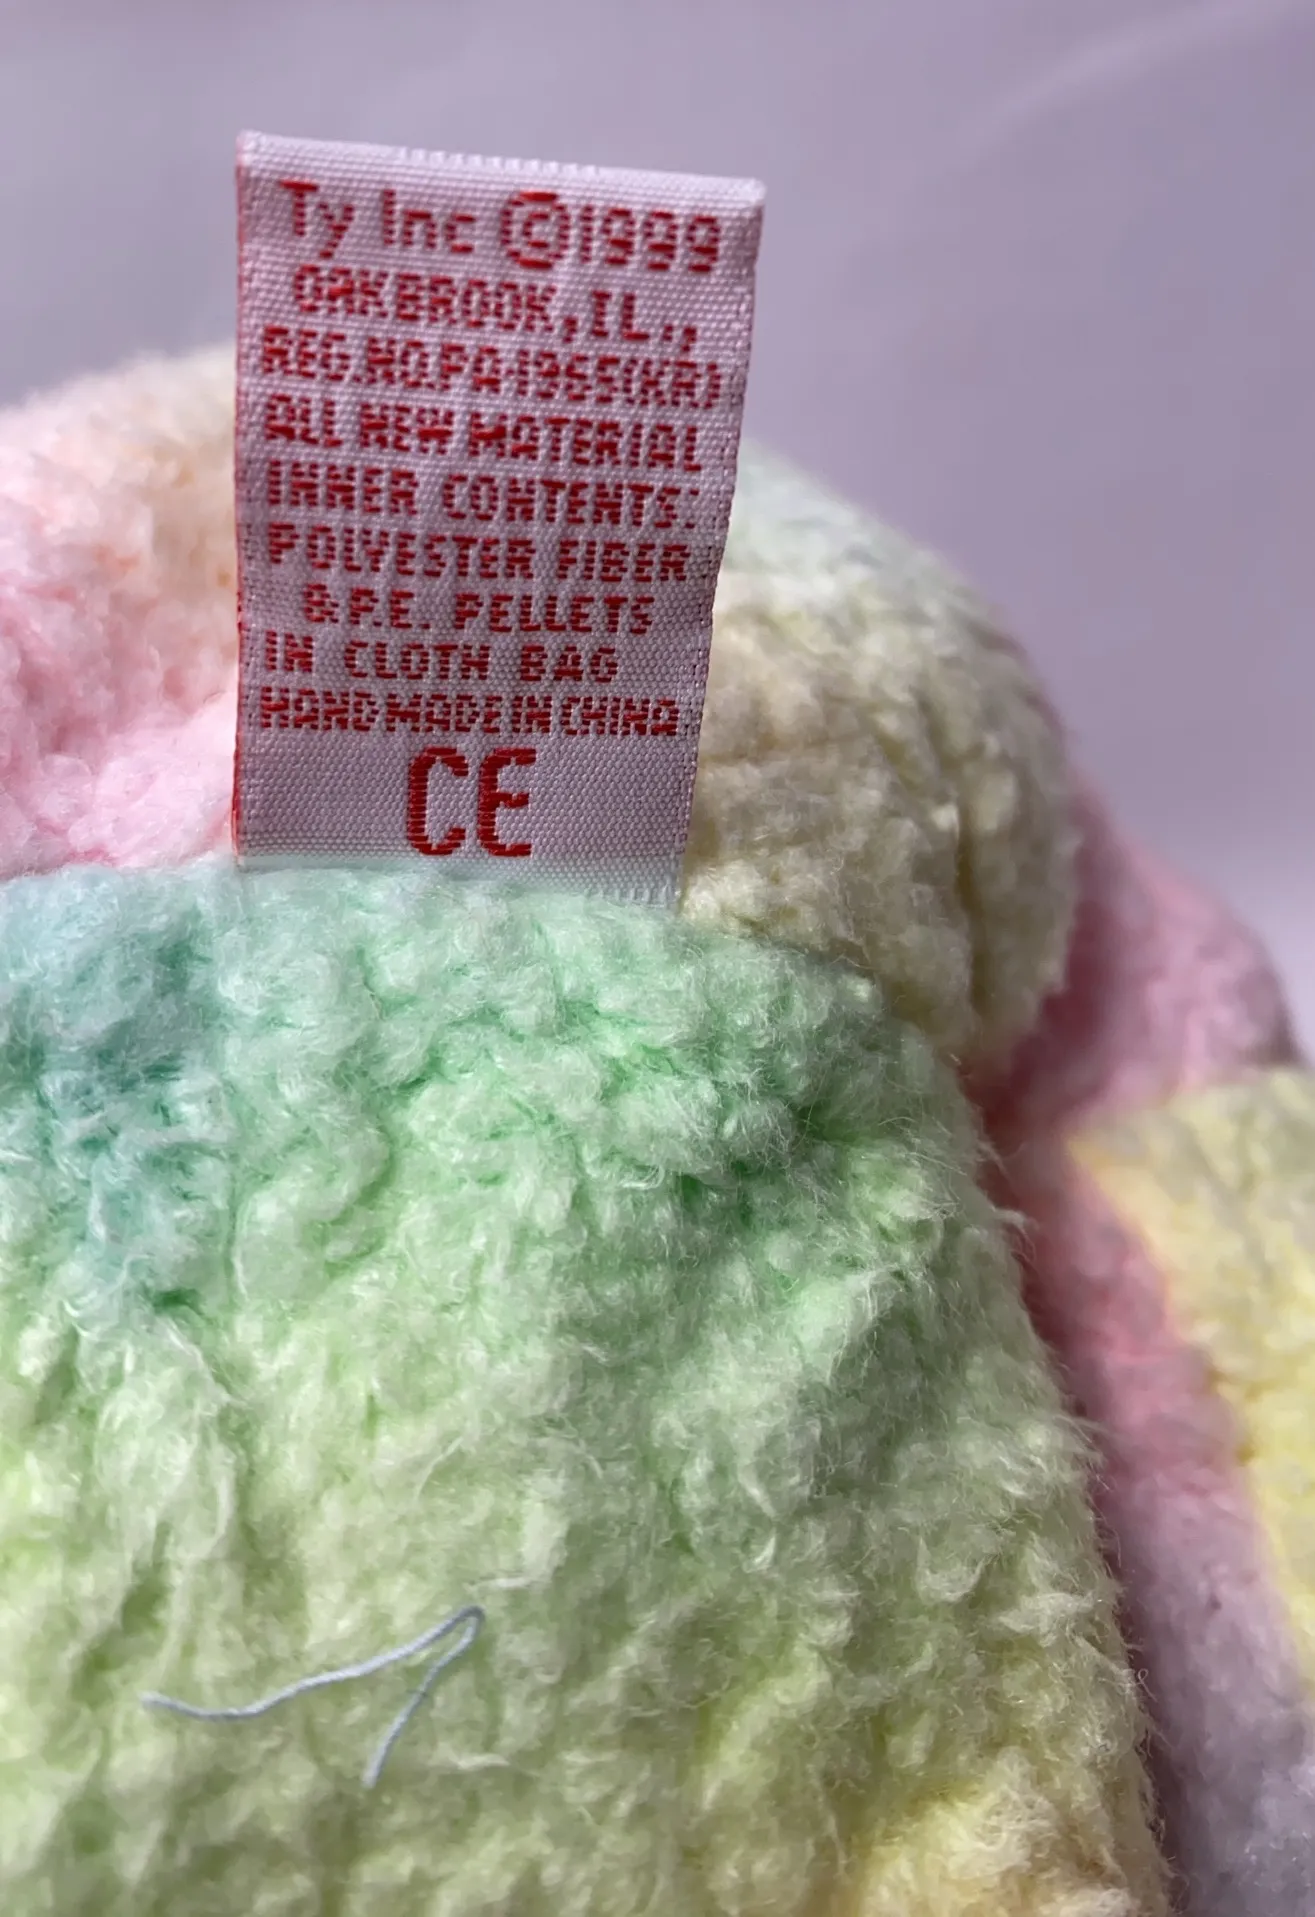 Ty Inc ©1999
OAKBROOK, IL.,
REG.NO.PA-1965(KR)
ALL NEW MATERIAL
INNER CONTENTS:
POLYESTER FIBER
& P.E. PELLETS
IN CLOTH BAG
HAND MADE IN CHINA
CE